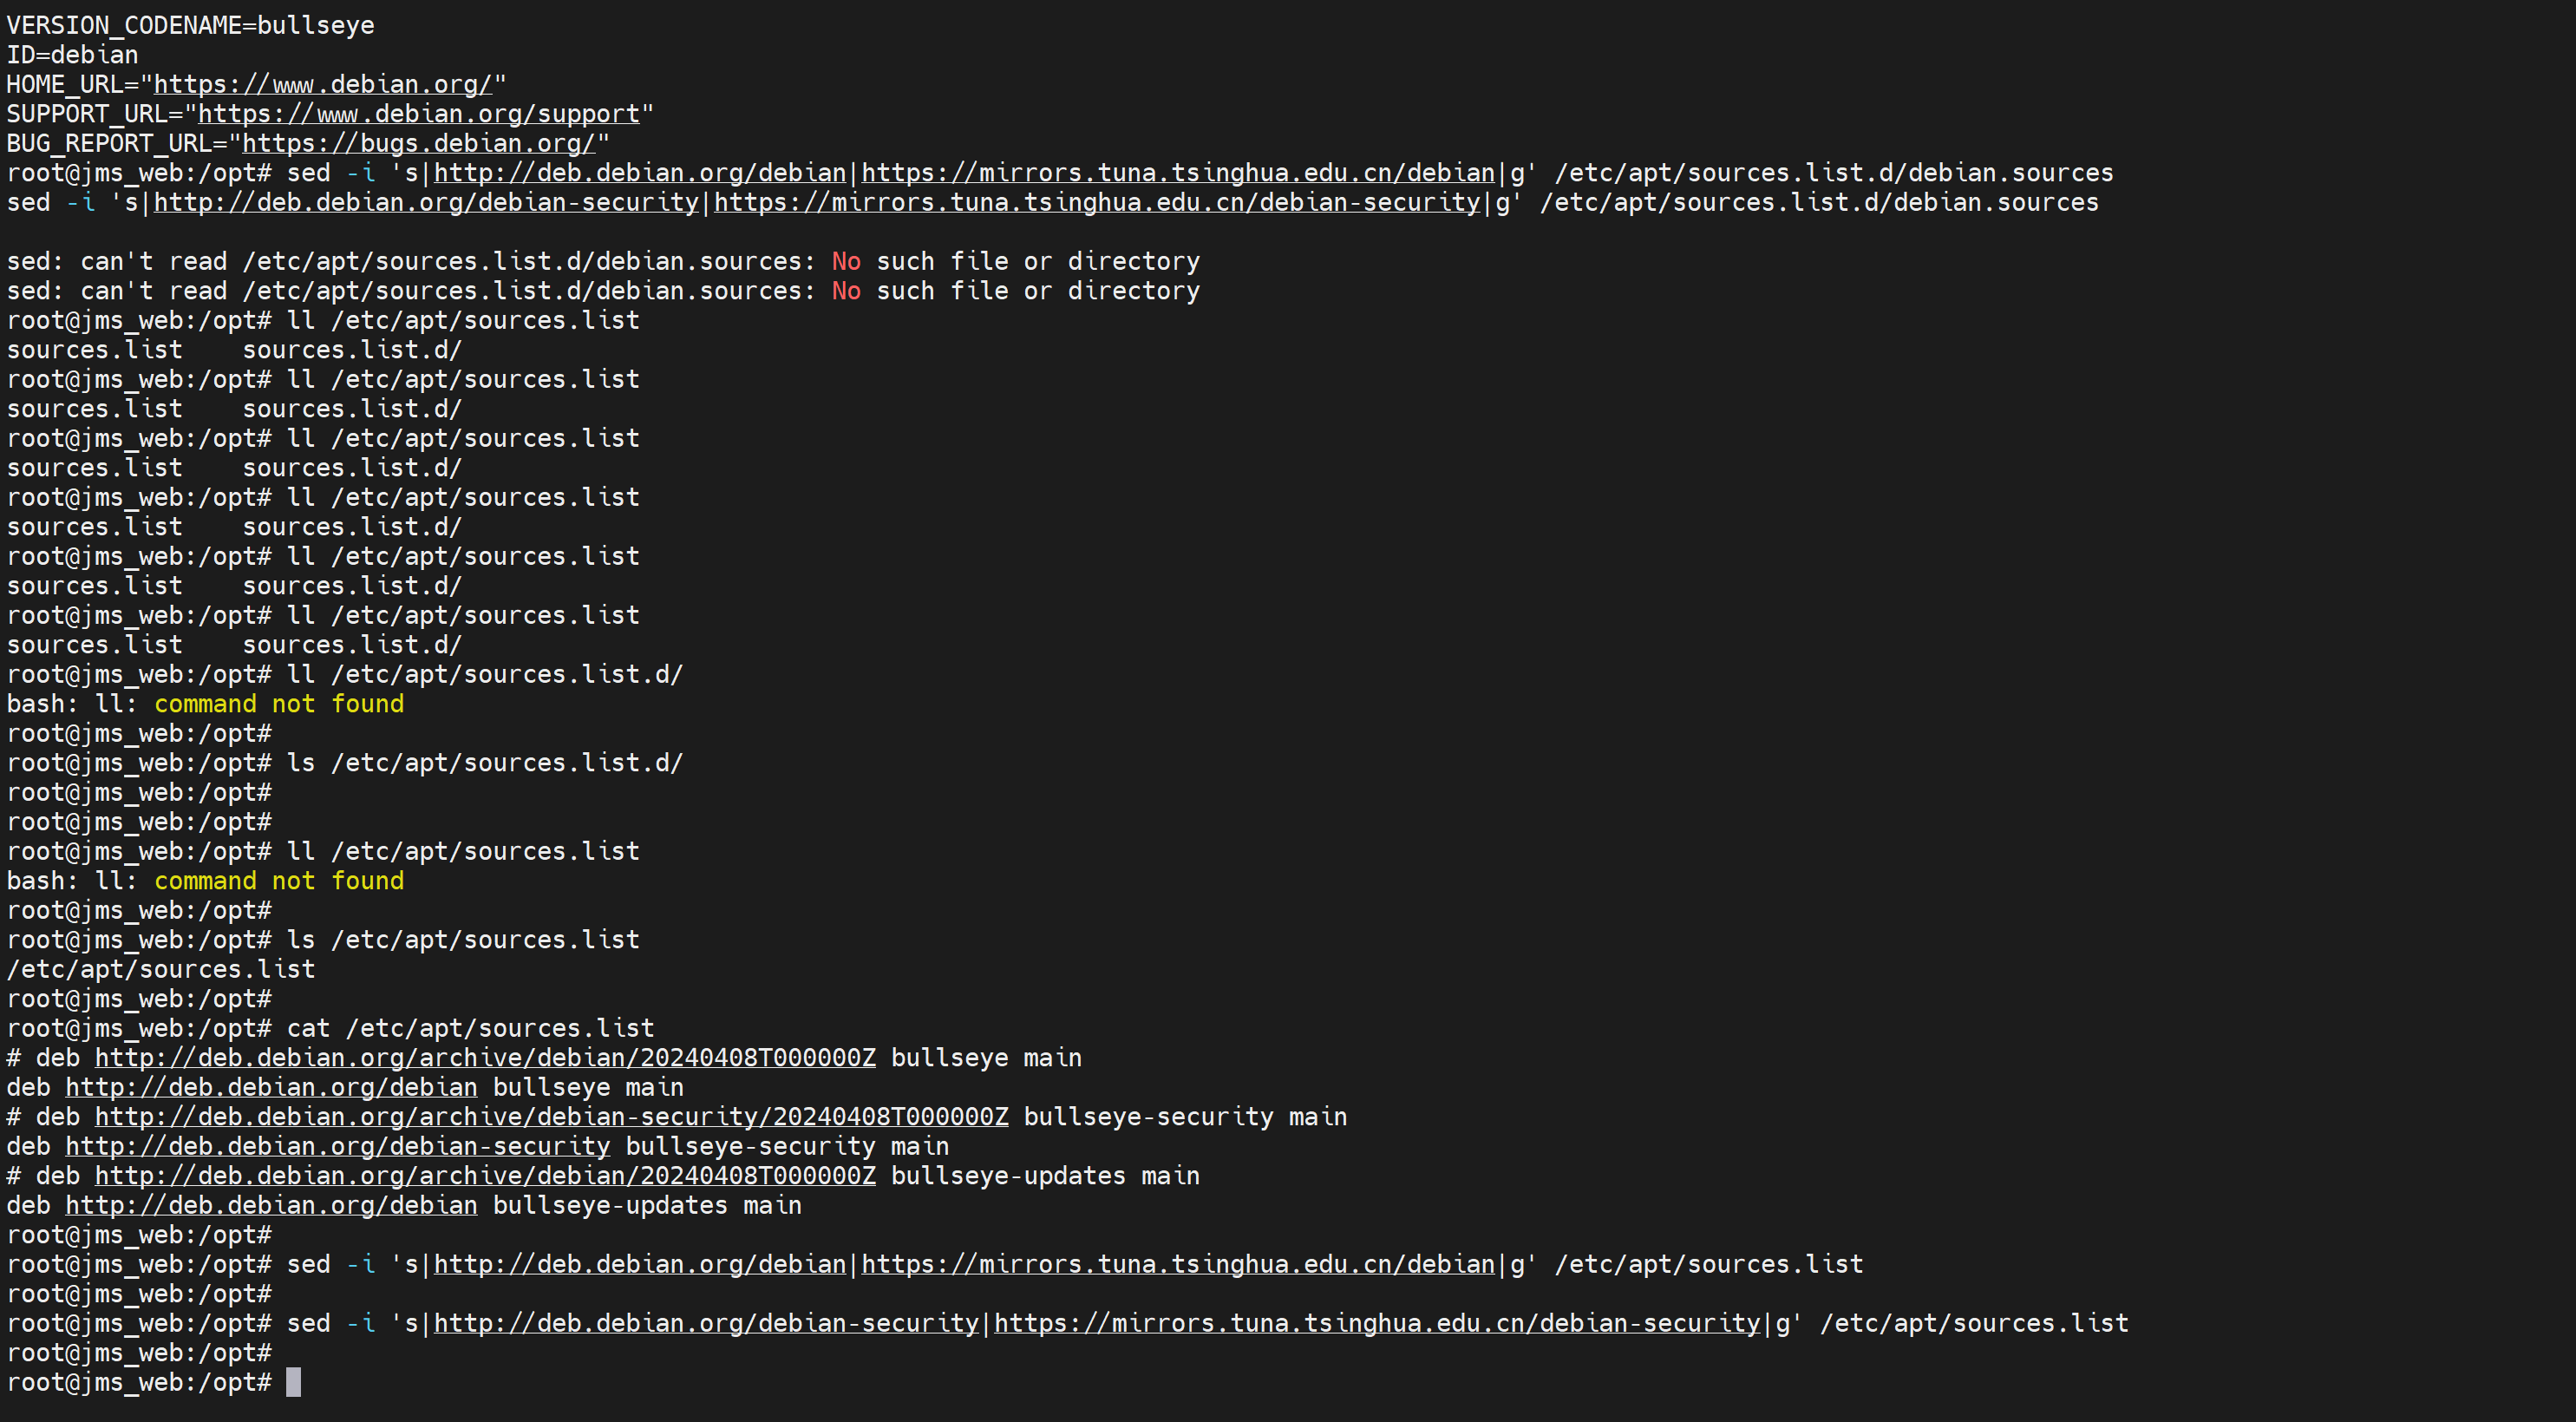 VERSION_CODENAME=bullseye
ID=debian
HOME_URL="https://www.debian.org/"
SUPPORT_URL="https://www.debian.org/support"
BUG_REPORT_URL="https://bugs.debian.org/"
root@jms_web:/opt# sed -i 's|http://deb.debian.org/debian|https://mirrors.tuna.tsinghua.edu.cn/debian|g' /etc/apt/sources.list.d/debian.sources
sed -i 's|http://deb.debian.org/debian-security|https://mirrors.tuna.tsinghua.edu.cn/debian-security|g' /etc/apt/sources.list.d/debian.sources
sed: can't read /etc/apt/sources.list.d/debian.sources: No such file or directory
sed: can't read /etc/apt/sources.list.d/debian.sources: No such file or directory
root@jms_web:/opt# ll /etc/apt/sources.list
sources.list    sources.list.d/
root@jms_web:/opt# ll /etc/apt/sources.list
sources.list    sources.list.d/
root@jms_web:/opt# ll /etc/apt/sources.list
sources.list    sources.list.d/
root@jms_web:/opt# ll /etc/apt/sources.list
sources.list    sources.list.d/
root@jms_web:/opt# ll /etc/apt/sources.list
sources.list    sources.list.d/
root@jms_web:/opt# ll /etc/apt/sources.list
sources.list    sources.list.d/
root@jms_web:/opt# ll /etc/apt/sources.list.d/
bash: ll: command not found
root@jms_web:/opt#
root@jms_web:/opt# ls /etc/apt/sources.list.d/
root@jms_web:/opt#
root@jms_web:/opt#
root@jms_web:/opt# ll /etc/apt/sources.list
bash: ll: command not found
root@jms_web:/opt#
root@jms_web:/opt# ls /etc/apt/sources.list
/etc/apt/sources.list
root@jms_web:/opt#
root@jms_web:/opt# cat /etc/apt/sources.list
# deb http://deb.debian.org/archive/debian/20240408T000000Z bullseye main
deb http://deb.debian.org/debian bullseye main
# deb http://deb.debian.org/archive/debian-security/20240408T000000Z bullseye-security main
deb http://deb.debian.org/debian-security bullseye-security main
# deb http://deb.debian.org/archive/debian/20240408T000000Z bullseye-updates main
deb http://deb.debian.org/debian bullseye-updates main
root@jms_web:/opt#
root@jms_web:/opt# sed -i 's|http://deb.debian.org/debian|https://mirrors.tuna.tsinghua.edu.cn/debian|g' /etc/apt/sources.list
root@jms_web:/opt#
root@jms_web:/opt# sed -i 's|http://deb.debian.org/debian-security|https://mirrors.tuna.tsinghua.edu.cn/debian-security|g' /etc/apt/sources.list
root@jms_web:/opt#
root@jms_web:/opt#